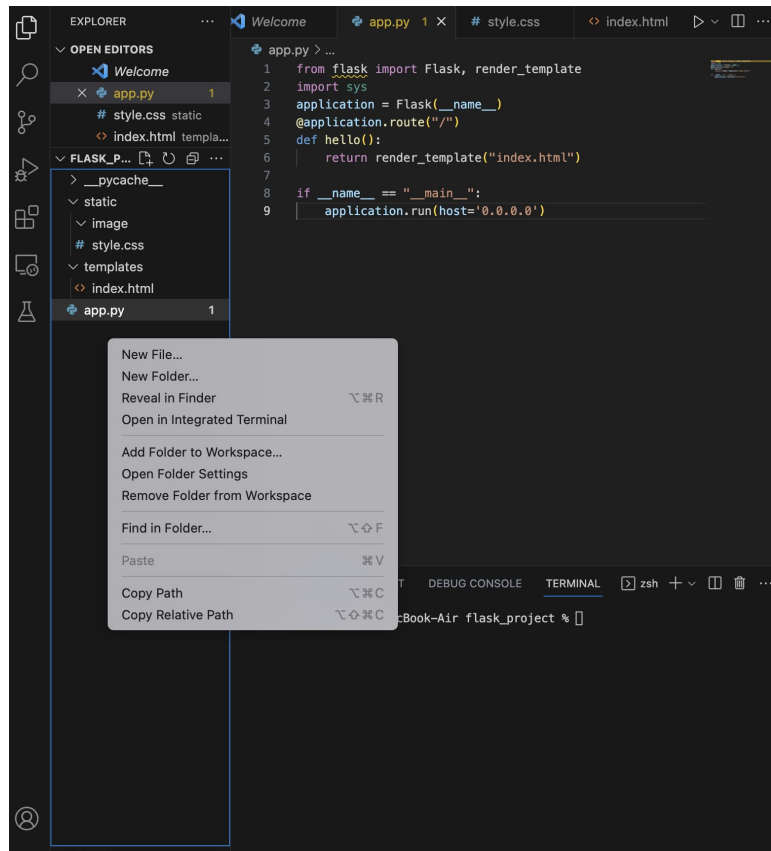 EXPLORER ...
OPEN EDITORS
Welcome
app.py 1
style.css static
index.html templa...
FLASK_P... ...
__pycache__
static
image
# style.css
templates
<> index.html
app.py 1
Welcome app.py 1 # style.css <> index.html ...
app.py > ...
1 from flask import Flask, render_template
2 import sys
3 application = Flask(__name__)
4 @application.route("/")
5 def hello():
6 return render_template("index.html")
7
8 if __name__ == "__main__":
9 application.run(host='0.0.0.0')
New File...
New Folder...
Reveal in Finder ⌥⌘R
Open in Integrated Terminal
Add Folder to Workspace...
Open Folder Settings
Remove Folder from Workspace
Find in Folder... ⌥⇧F
Paste ⌘V
Copy Path ⌥⌘C
Copy Relative Path ⌥⇧⌘C
T DEBUG CONSOLE TERMINAL zsh ...
cBook-Air flask_project %